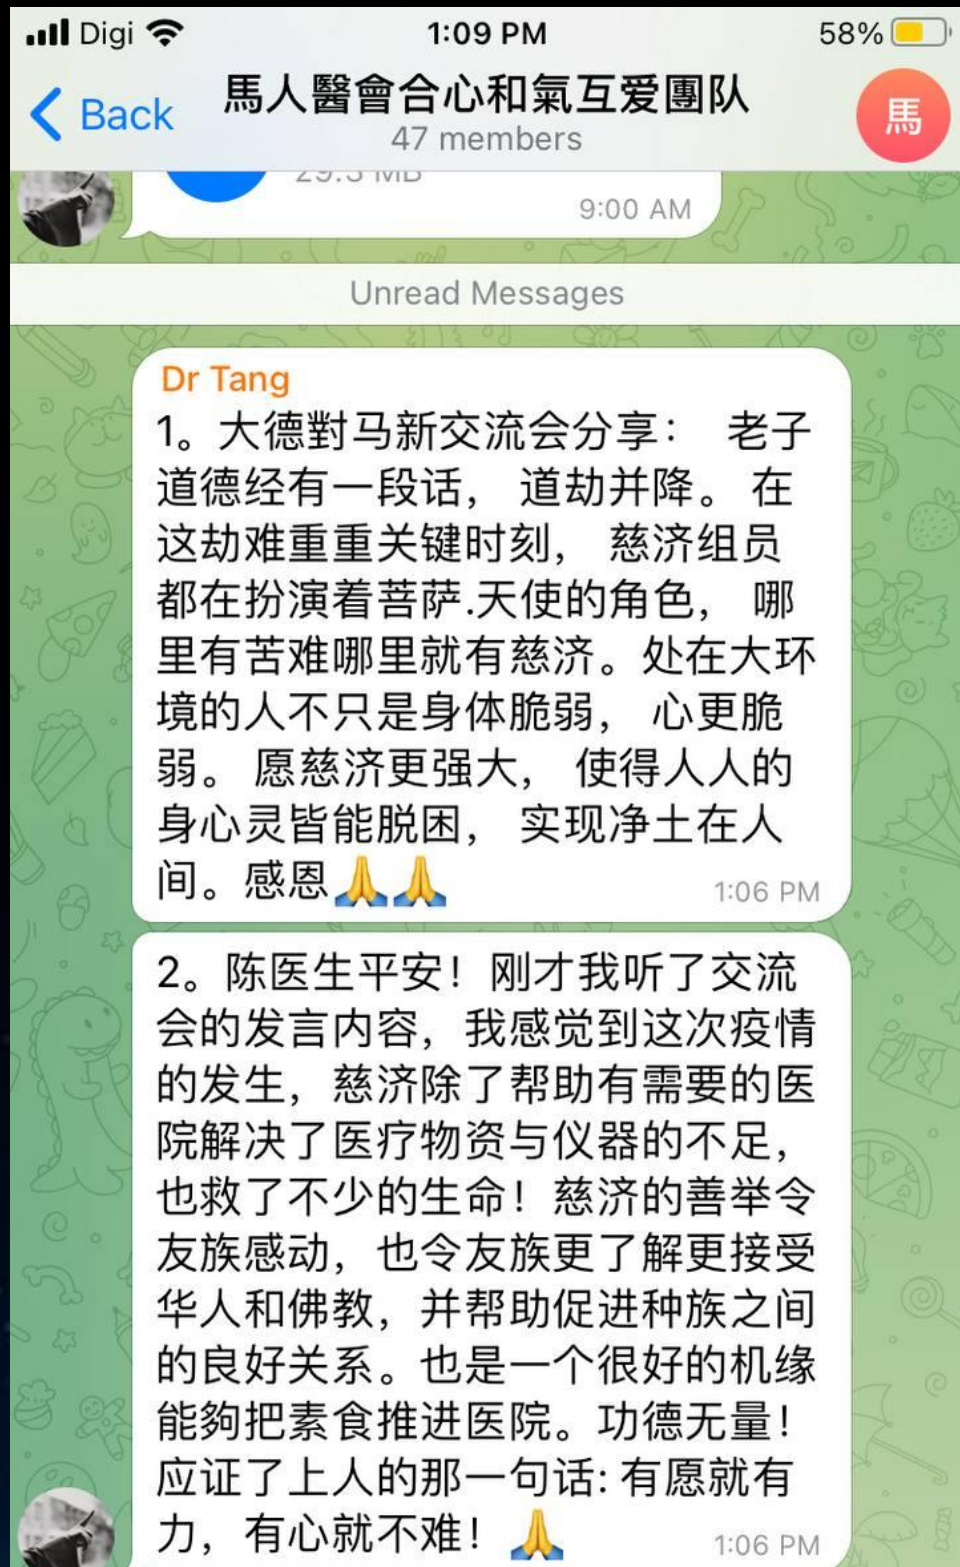 Digi 1:09 PM 58%
Back 馬人醫會合心和氣互爱團队
47 members
馬
29.3 MB
9:00 AM
Unread Messages
Dr Tang
1。大德對马新交流会分享： 老子
道德经有一段话， 道劫并降。 在
这劫难重重关键时刻， 慈济组员
都在扮演着菩萨.天使的角色， 哪
里有苦难哪里就有慈济。处在大环
境的人不只是身体脆弱， 心更脆
弱。 愿慈济更强大， 使得人人的
身心灵皆能脱困， 实现净土在人
间。感恩🙏🙏
1:06 PM
2。陈医生平安！刚才我听了交流
会的发言内容，我感觉到这次疫情
的发生，慈济除了帮助有需要的医
院解决了医疗物资与仪器的不足，
也救了不少的生命！慈济的善举令
友族感动，也令友族更了解更接受
华人和佛教，并帮助促进种族之间
的良好关系。也是一个很好的机缘
能夠把素食推进医院。功德无量！
应证了上人的那一句话: 有愿就有
力，有心就不难！🙏
1:06 PM